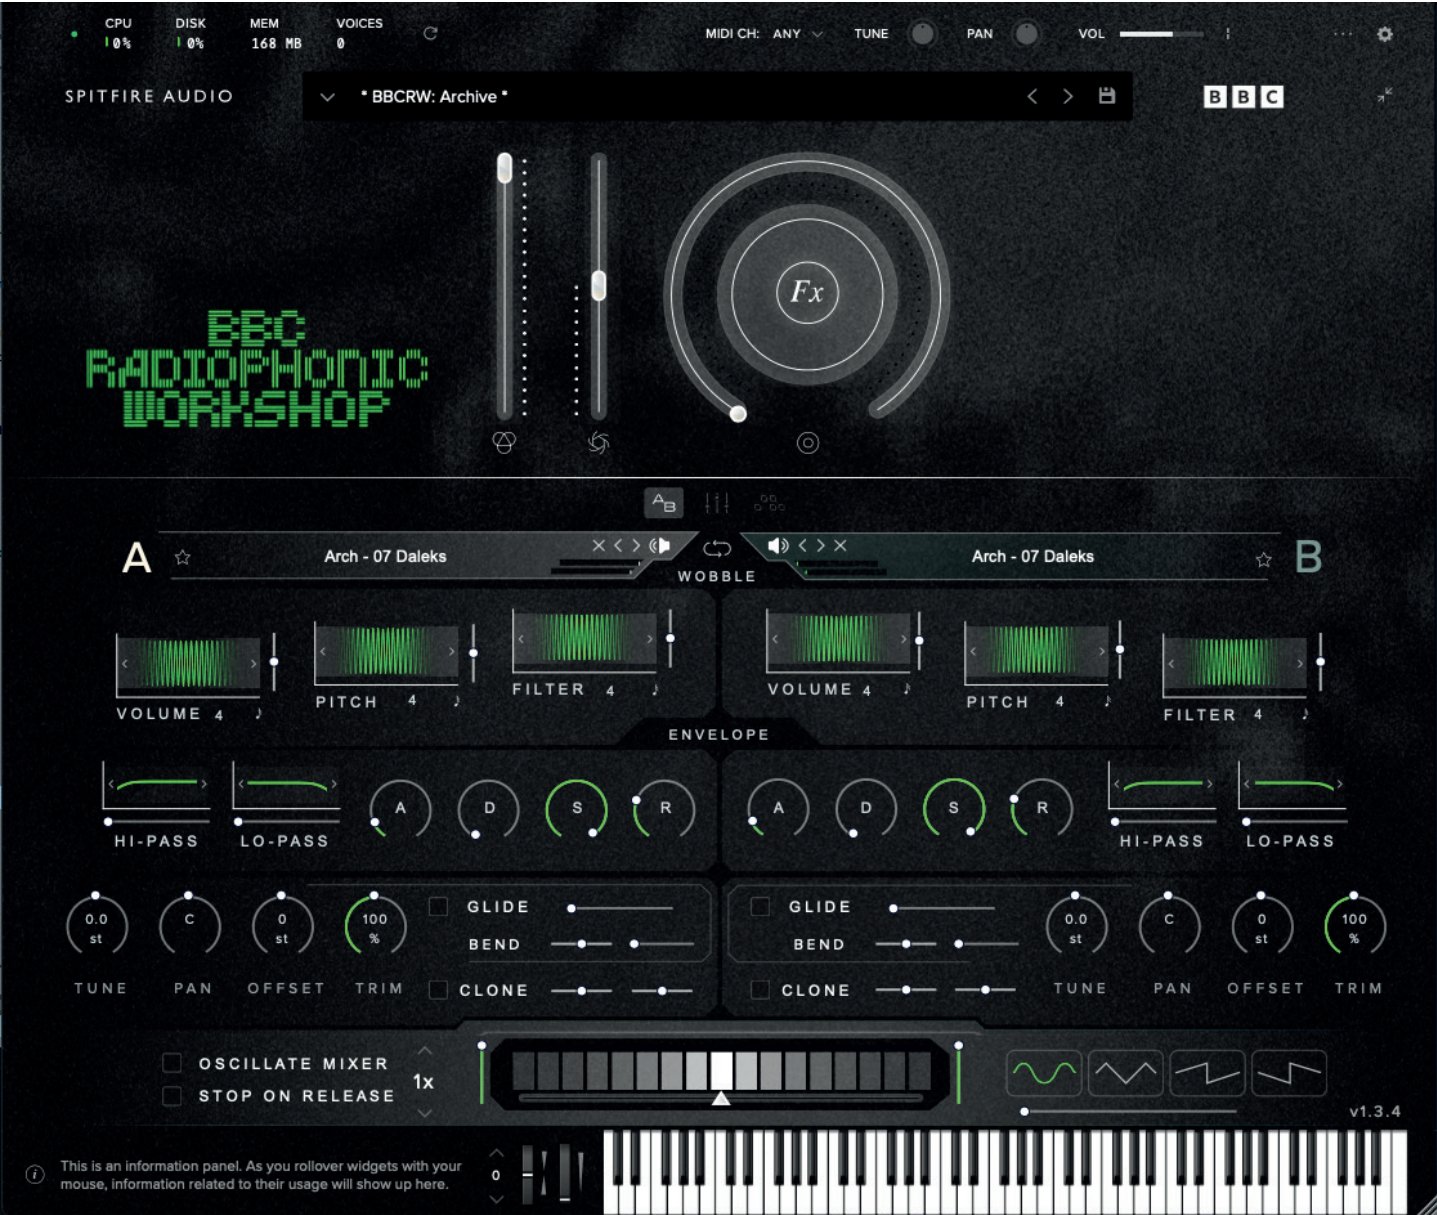 CPU DISK MEM VOICES
0% 0% 168 MB 0
MIDI CH: ANY TUNE PAN VOL
SPITFIRE AUDIO
* BBCRW: Archive *
BBC
Fx
BBC
RADIOPHONIC
WORKSHOP
AB
A Arch - 07 Daleks
Arch - 07 Daleks B
WOBBLE
VOLUME 4
PITCH 4
FILTER 4
VOLUME 4
PITCH 4
FILTER 4
ENVELOPE
HI-PASS LO-PASS A D S R
A D S R HI-PASS LO-PASS
0.0 st C 0 st 100 %
TUNE PAN OFFSET TRIM
GLIDE
BEND
CLONE
GLIDE
BEND
CLONE
0.0 st C 0 st 100 %
TUNE PAN OFFSET TRIM
OSCILLATE MIXER
STOP ON RELEASE
1x
v1.3.4
This is an information panel. As you rollover widgets with your
mouse, information related to their usage will show up here.
0